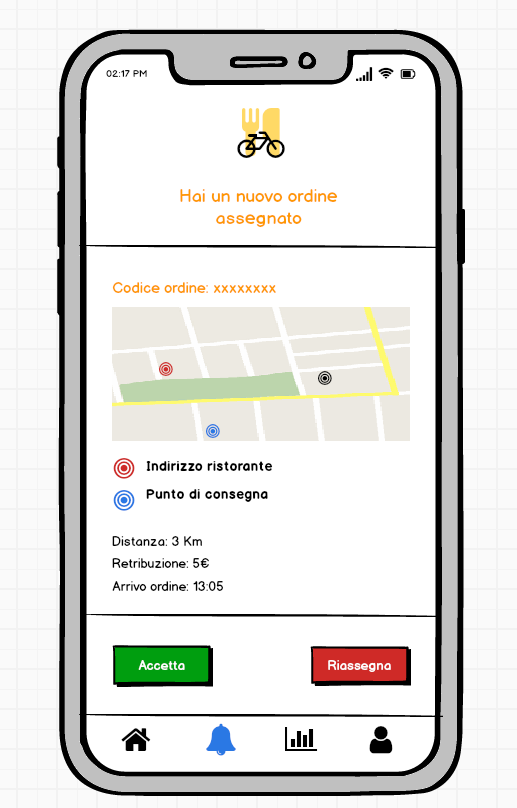 02:17 PM
Hai un nuovo ordine
assegnato
Codice ordine: xxxxxxxx
Indirizzo ristorante
Punto di consegna
Distanza: 3 Km
Retribuzione: 5€
Arrivo ordine: 13:05
Accetta
Riassegna